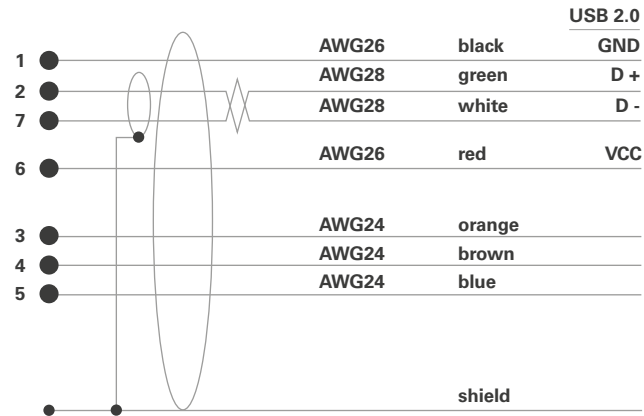 USB 2.0
1 AWG26 black GND
2 AWG28 green D +
7 AWG28 white D -
6 AWG26 red VCC
3 AWG24 orange
4 AWG24 brown
5 AWG24 blue
shield